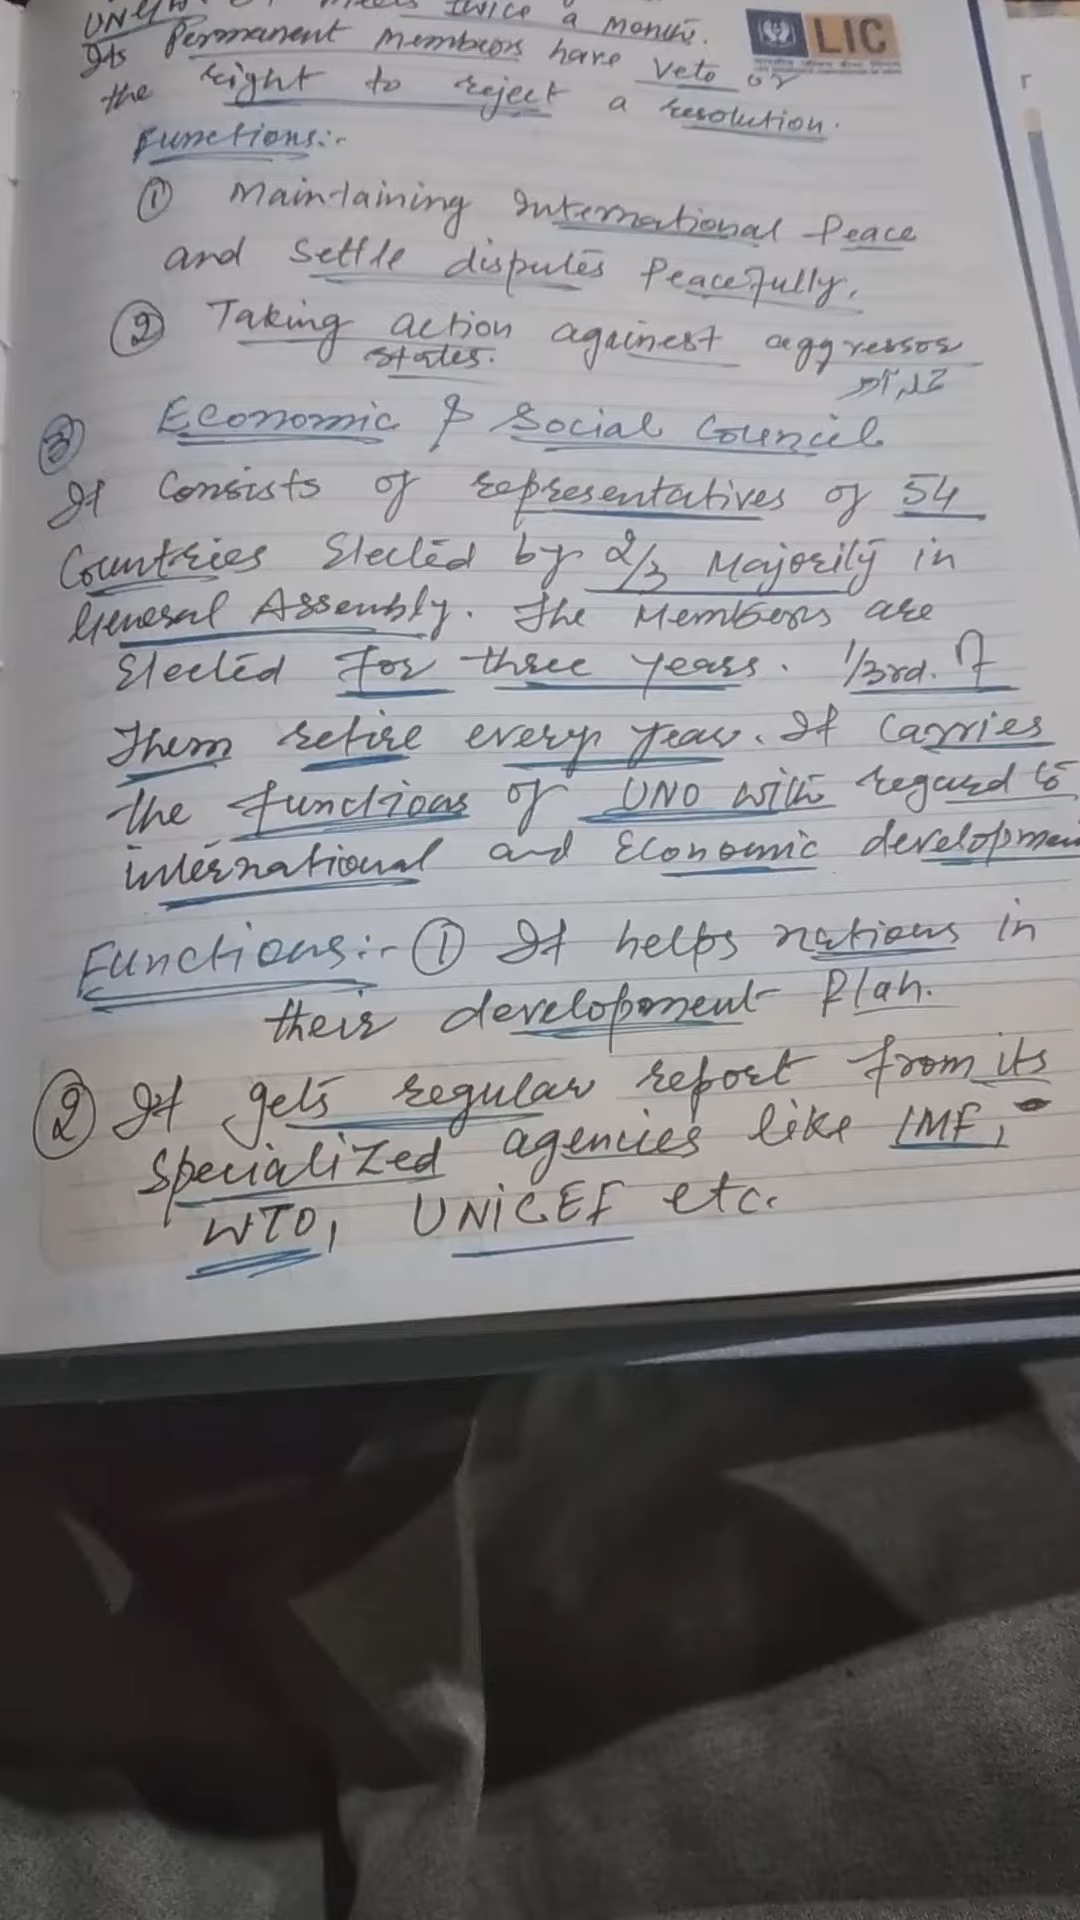 meets twice a month.
LIC
Its Permanent Members have Veto or
the right to reject a resolution.
Functions:-
① Maintaining International Peace
and Settle disputes Peacefully.
② Taking action againest aggressor
states.
③ Economic & Social Council
It Consists of representatives of 54
Countries Elected by 2/3 Majority in
General Assembly. The Members are
Elected For three years. 1/3rd. of
Them retire every year. It Carries
the functions of UNO with regard to
international and Economic developmen
Functions:- ① It helps nations in
their development Plan.
② It gets regular report from its
Specialized agencies like IMF,
WTO, UNICEF etc.